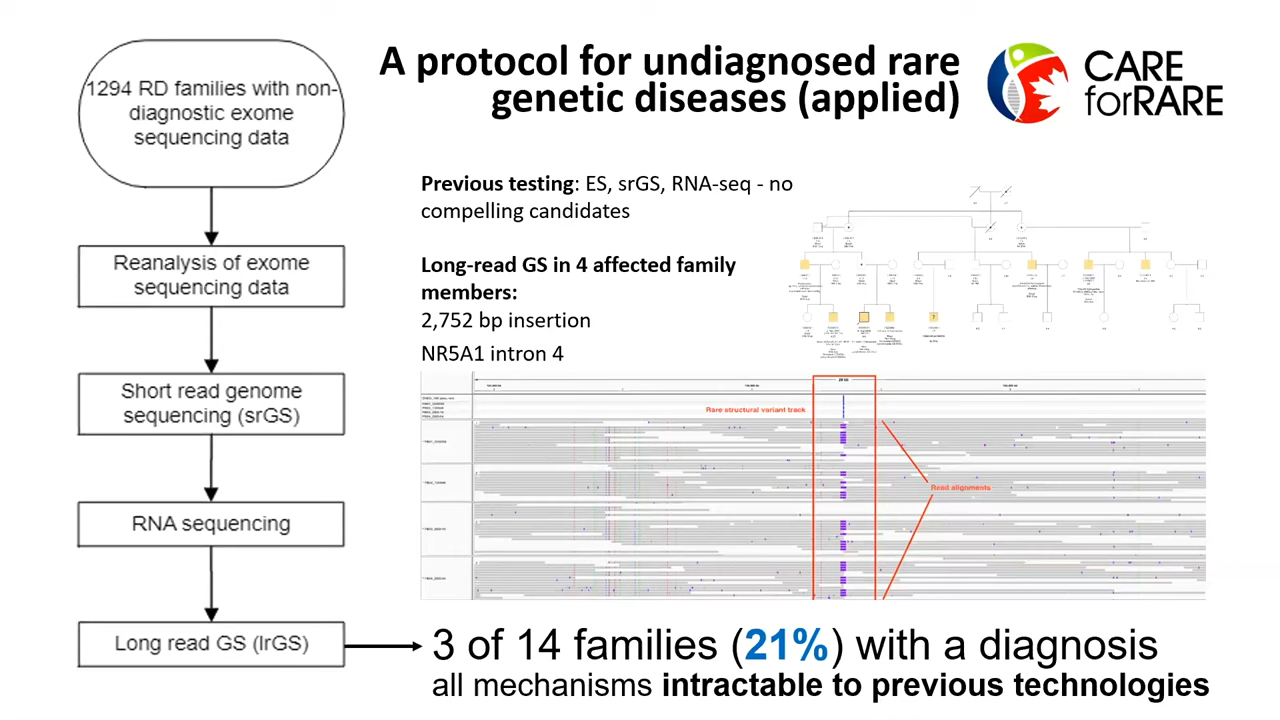 A protocol for undiagnosed rare
genetic diseases (applied)
CARE
forRARE
1294 RD families with non-
diagnostic exome
sequencing data
Reanalysis of exome
sequencing data
Short read genome
sequencing (srGS)
RNA sequencing
Long read GS (lrGS)
Previous testing: ES, srGS, RNA-seq - no
compelling candidates
Long-read GS in 4 affected family
members:
2,752 bp insertion
NR5A1 intron 4
Rare structural variant track
Read alignments
3 of 14 families (21%) with a diagnosis
all mechanisms intractable to previous technologies